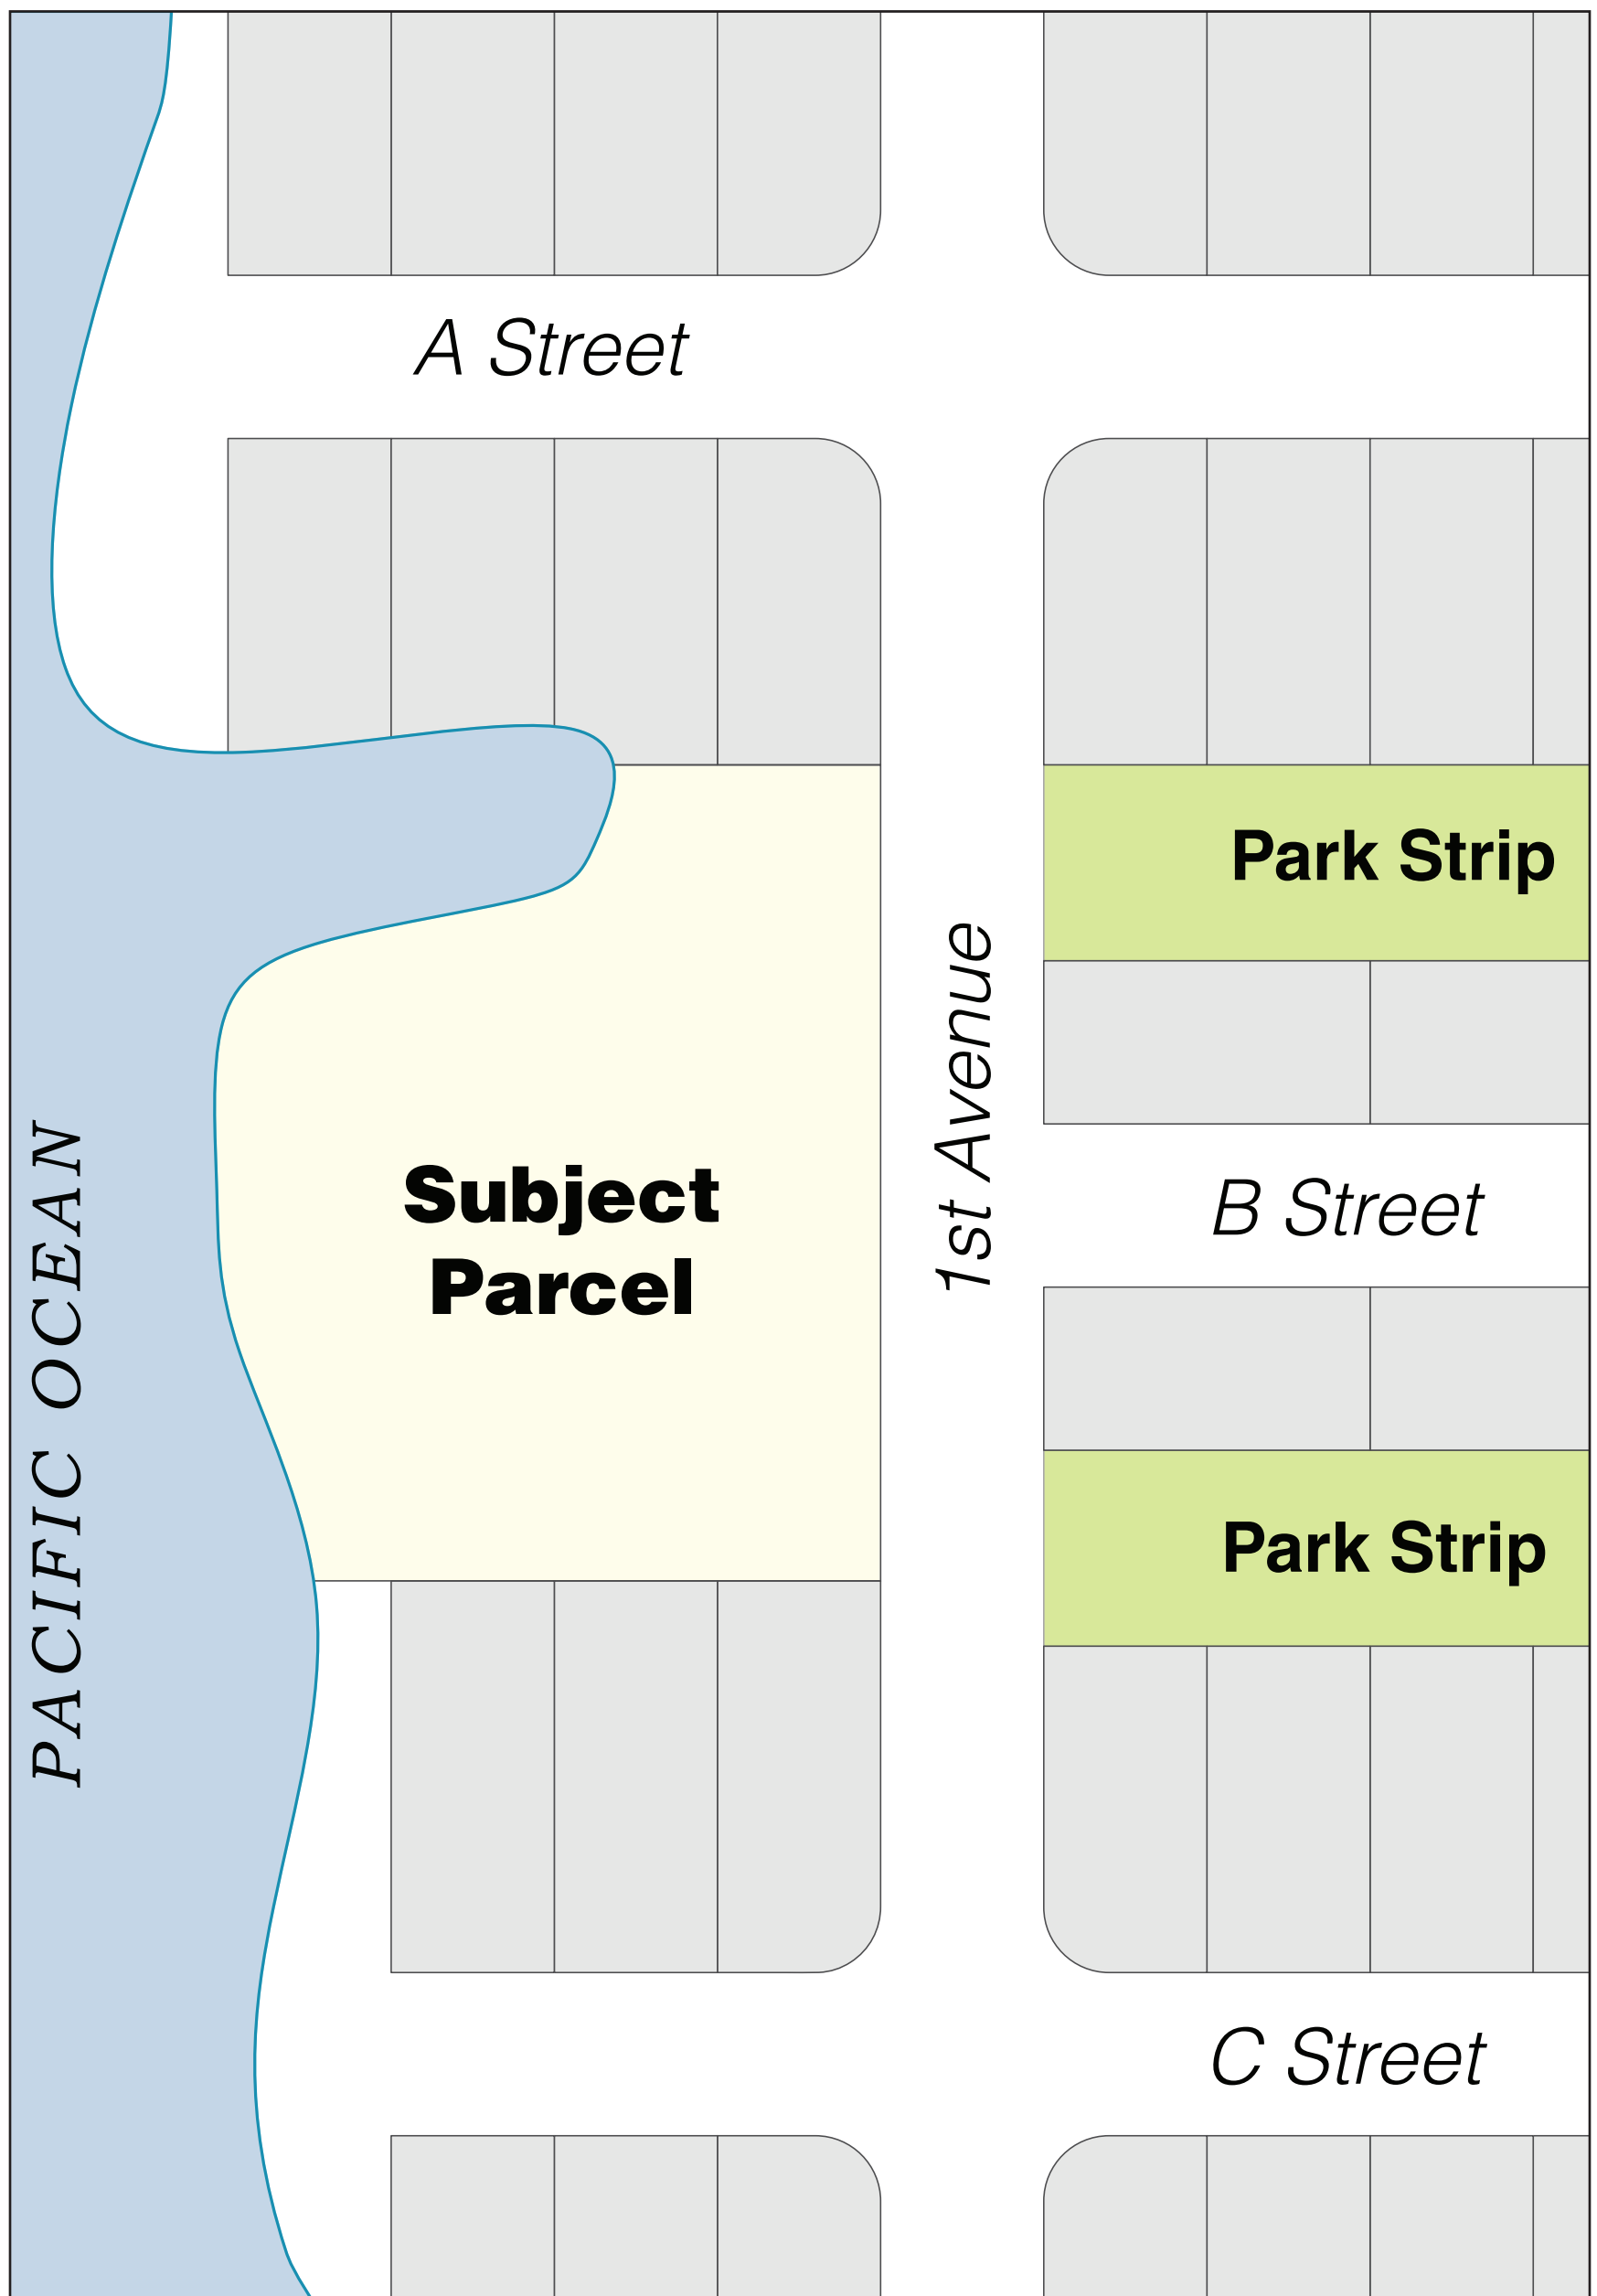 A Street
Park Strip
1st Avenue
PACIFIC OCEAN
Subject
Parcel
B Street
Park Strip
C Street